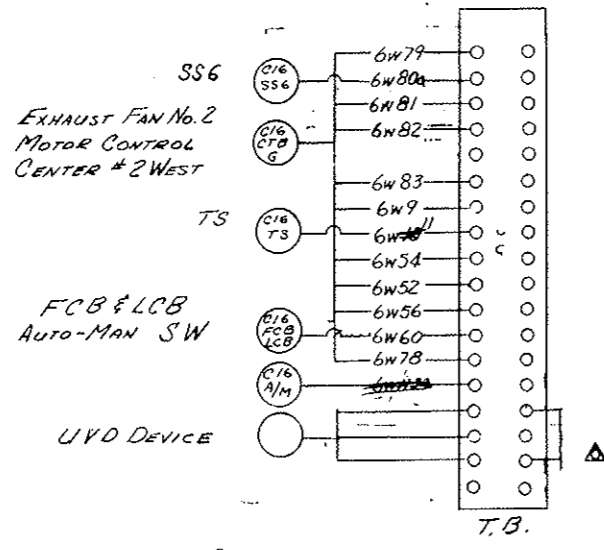 SS6
C16
SS6
EXHAUST FAN No. 2
MOTOR CONTROL
CENTER #2 WEST
C16
CTB
G
TS
C16
TS
FCB & LCB
AUTO-MAN SW
C16
FCB
LCB
C16
A/M
UVD DEVICE
6W79
6W80a
6W81
6W82
6W83
6W9
6W11
6W54
6W52
6W56
6W60
6W78
T.B.